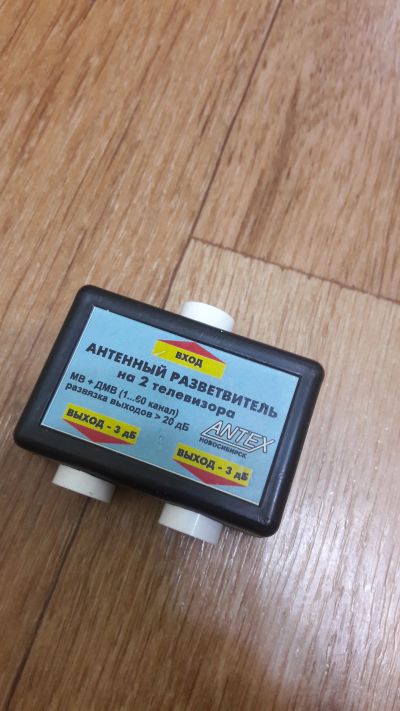 ВХОД
АНТЕННЫЙ РАЗВЕТВИТЕЛЬ
на 2 телевизора
МВ + ДМВ (1...60 канал)
развязка выходов > 20 дБ
ANTEX
НОВОСИБИРСК
ВЫХОД - 3 дБ
ВЫХОД - 3 дБ